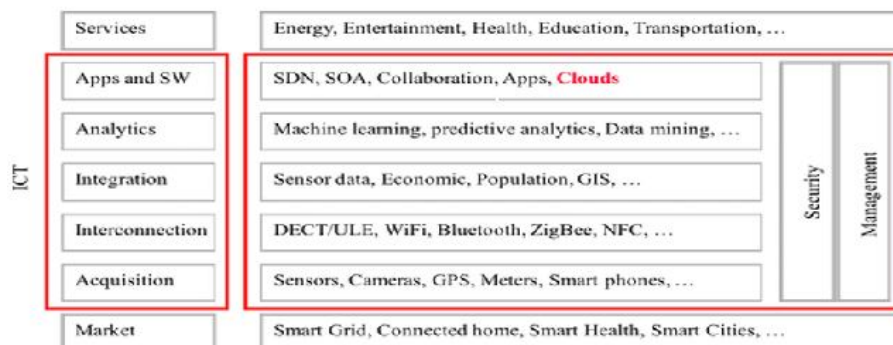 Services
Energy, Entertainment, Health, Education, Transportation, ...
Apps and SW
SDN, SOA, Collaboration, Apps, Clouds
Analytics
Machine learning, predictive analytics, Data mining, ...
Integration
Sensor data, Economic, Population, GIS, ...
Interconnection
DECT/ULE, WiFi, Bluetooth, ZigBee, NFC, ...
Acquisition
Sensors, Cameras, GPS, Meters, Smart phones, ...
Market
Smart Grid, Connected home, Smart Health, Smart Cities, ...
ICT
Security
Management